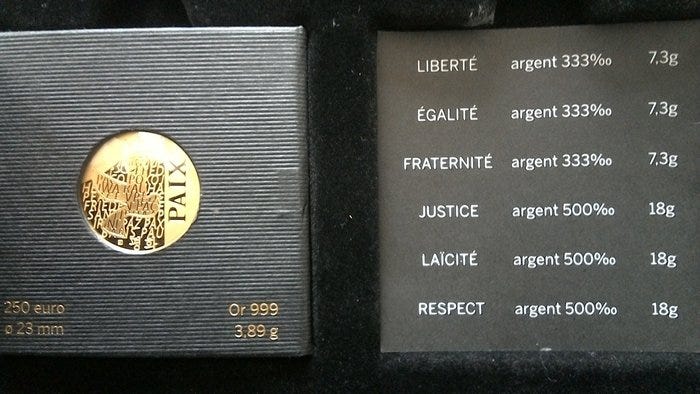 PAIX
250 euro
Or 999
ø 23 mm
3,89 g
LIBERTÉ argent 333‰ 7,3g
ÉGALITÉ argent 333‰ 7,3g
FRATERNITÉ argent 333‰ 7,3g
JUSTICE argent 500‰ 18g
LAÏCITÉ argent 500‰ 18g
RESPECT argent 500‰ 18g